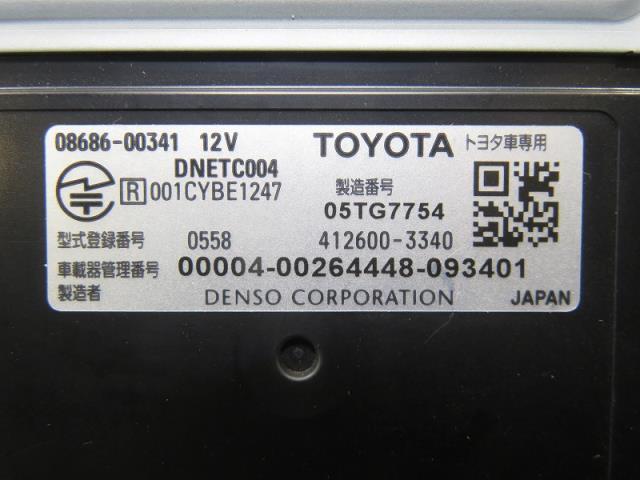 08686-00341 12V TOYOTA トヨタ車専用
DNETC004
R 001CYBE1247 製造番号
05TG7754
型式登録番号 0558 412600-3340
車載器管理番号 00004-00264448-093401
製造者 DENSO CORPORATION JAPAN